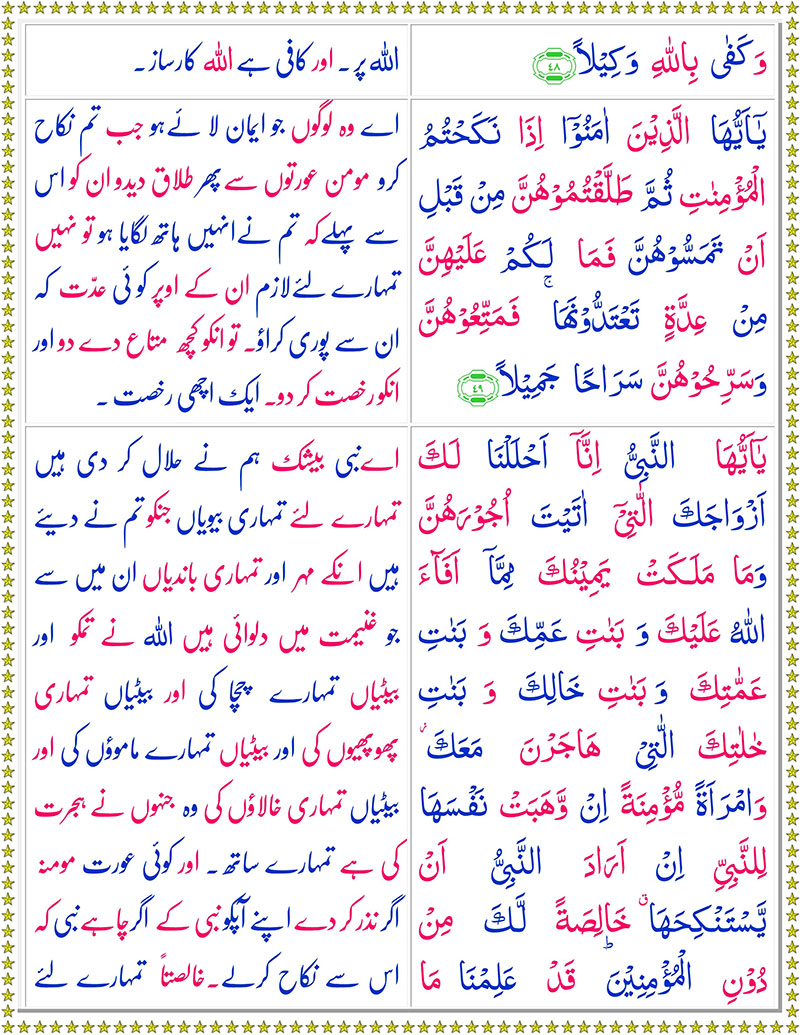 وَكَفٰى بِاللّٰهِ وَكِيْلًا ﴿٤٨﴾
اللہ پر۔ اور کافی ہے اللہ کارساز۔
يٰۤاَيُّهَا الَّذِيْنَ اٰمَنُوْۤا اِذَا نَكَحْتُمُ
الْمُؤْمِنٰتِ ثُمَّ طَلَّقْتُمُوْهُنَّ مِنْ قَبْلِ
اَنْ تَمَسُّوْهُنَّ فَمَا لَكُمْ عَلَيْهِنَّ
مِنْ عِدَّةٍ تَعْتَدُّوْنَهَا ۚ فَمَتِّعُوْهُنَّ
وَسَرِّحُوْهُنَّ سَرَاحًا جَمِيْلًا ﴿٤٩﴾
اے وہ لوگوں جو ایمان لائے ہو جب تم نکاح
کرو مومن عورتوں سے پھر طلاق دیدو ان کو اس
سے پہلے کہ تم نے انہیں ہاتھ لگایا ہو تو نہیں
تمہارے لئے لازم ان کے اوپر کوئی عدّت کہ
ان سے پوری کراؤ۔ تو انکو کچھ متاع دے دو اور
انکو رخصت کر دو۔ ایک اچھی رخصت ۔
يٰۤاَيُّهَا النَّبِيُّ اِنَّاۤ اَحْلَلْنَا لَكَ
اَزْوَاجَكَ الّٰتِيْۤ اٰتَيْتَ اُجُوْرَهُنَّ
وَمَا مَلَكَتْ يَمِيْنُكَ مِمَّاۤ اَفَآءَ
اللّٰهُ عَلَيْكَ وَ بَنٰتِ عَمِّكَ وَ بَنٰتِ
عَمّٰتِكَ وَ بَنٰتِ خَالِكَ وَ بَنٰتِ
خٰلٰتِكَ الّٰتِيْ هَاجَرْنَ مَعَكَ ۫
وَامْرَاَةً مُّؤْمِنَةً اِنْ وَّهَبَتْ نَفْسَهَا
لِلنَّبِيِّ اِنْ اَرَادَ النَّبِيُّ اَنْ
يَّسْتَنْكِحَهَا ۗ خَالِصَةً لَّكَ مِنْ
دُوْنِ الْمُؤْمِنِيْنَ ؕ قَدْ عَلِمْنَا مَا
اے نبی بیشک ہم نے حلال کر دی ہیں
تمہارے لئے تمہاری بیویاں جنکو تم نے دیئے
ہیں انکے مہر اور تمہاری باندیاں ان میں سے
جو غنیمت میں دلوائی ہیں اللہ نے تمکو اور
بیٹیاں تمہارے چچا کی اور بیٹیاں تمہاری
پھوپھیوں کی اور بیٹیاں تمہارے ماموؤں کی اور
بیٹیاں تمہاری خالاؤں کی وہ جنہوں نے ہجرت
کی ہے تمہارے ساتھ۔ اور کوئی عورت مومنہ
اگر نذر کر دے اپنے آپکو نبی کے اگر چاہے نبی کہ
اس سے نکاح کرلے۔ خالصتاً تمہارے لئے